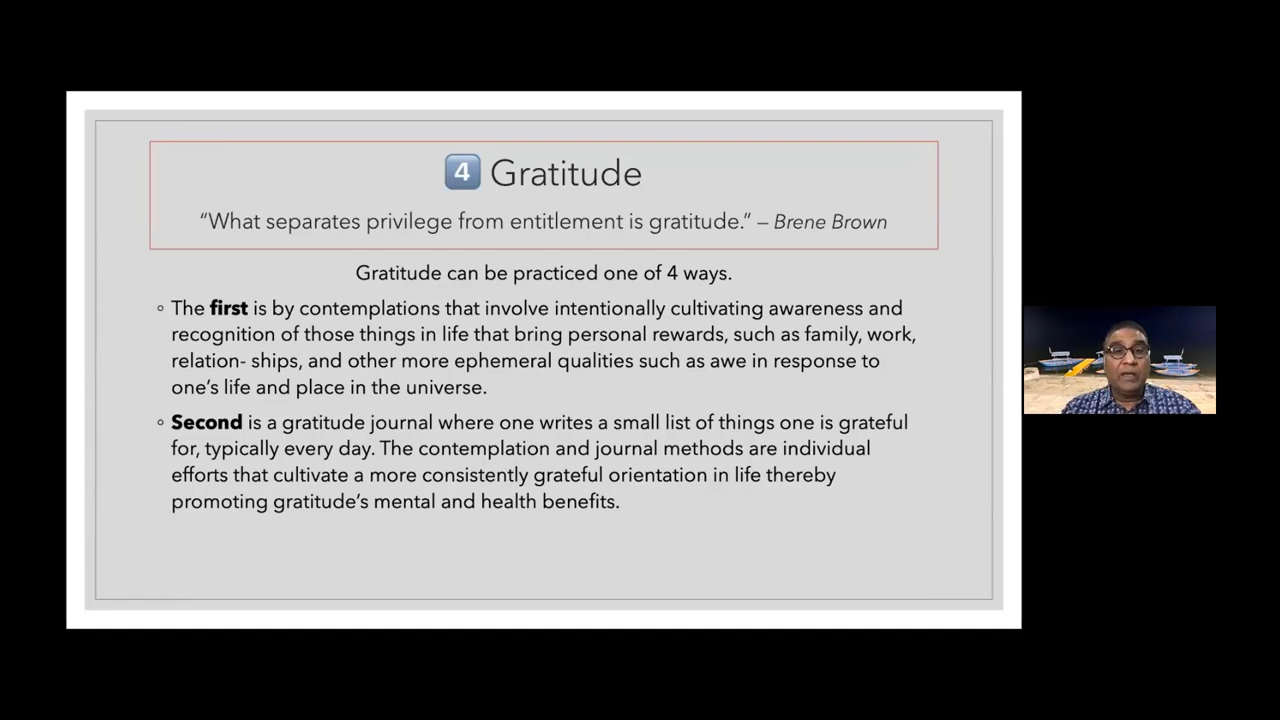 4 Gratitude
“What separates privilege from entitlement is gratitude.” – Brene Brown
Gratitude can be practiced one of 4 ways.
◦ The first is by contemplations that involve intentionally cultivating awareness and
recognition of those things in life that bring personal rewards, such as family, work,
relation- ships, and other more ephemeral qualities such as awe in response to
one’s life and place in the universe.
◦ Second is a gratitude journal where one writes a small list of things one is grateful
for, typically every day. The contemplation and journal methods are individual
efforts that cultivate a more consistently grateful orientation in life thereby
promoting gratitude’s mental and health benefits.